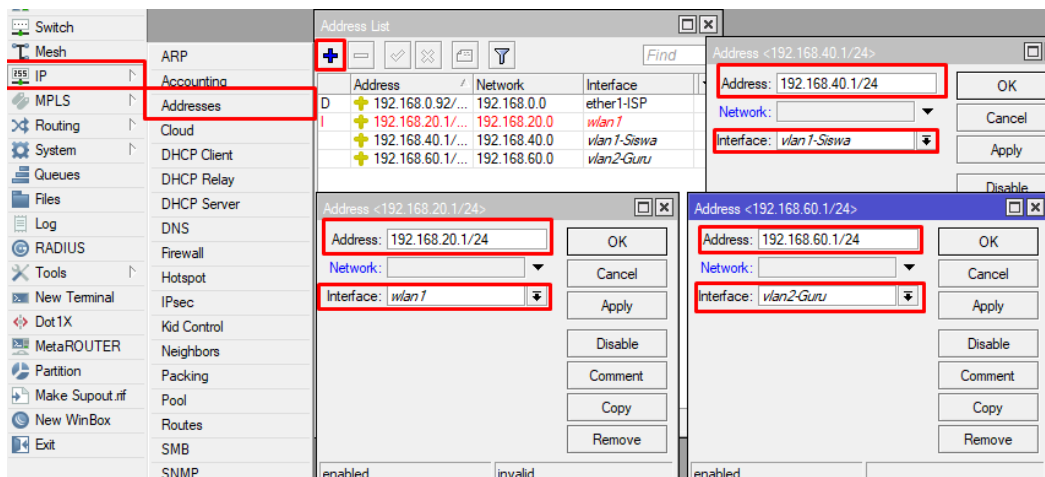 Switch
Mesh
IP
MPLS
Routing
System
Queues
Files
Log
RADIUS
Tools
New Terminal
Dot1X
MetaROUTER
Partition
Make Supout.rif
New WinBox
Exit
ARP
Accounting
Addresses
Cloud
DHCP Client
DHCP Relay
DHCP Server
DNS
Firewall
Hotspot
IPsec
Kid Control
Neighbors
Packing
Pool
Routes
SMB
SNMP
Address List
Find
Address Network Interface
D 192.168.0.92/... 192.168.0.0 ether1-ISP
I 192.168.20.1/... 192.168.20.0 wlan1
192.168.40.1/... 192.168.40.0 vlan1-Siswa
192.168.60.1/... 192.168.60.0 vlan2-Guru
Address <192.168.40.1/24>
Address: 192.168.40.1/24
Network:
Interface: vlan1-Siswa
OK
Cancel
Apply
Disable
Address <192.168.20.1/24>
Address: 192.168.20.1/24
Network:
Interface: wlan1
OK
Cancel
Apply
Disable
Comment
Copy
Remove
enabled invalid
Address <192.168.60.1/24>
Address: 192.168.60.1/24
Network:
Interface: vlan2-Guru
OK
Cancel
Apply
Disable
Comment
Copy
Remove
enabled